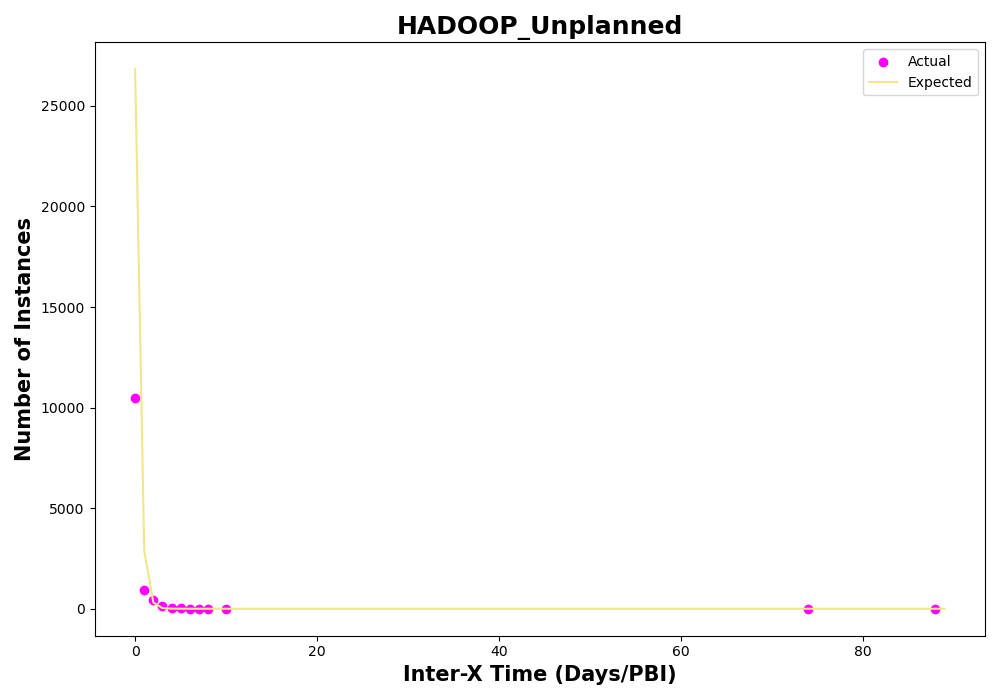 HADOOP_Unplanned
Actual
Expected
Number of Instances
25000
20000
15000
10000
5000
0
0 20 40 60 80
Inter-X Time (Days/PBI)